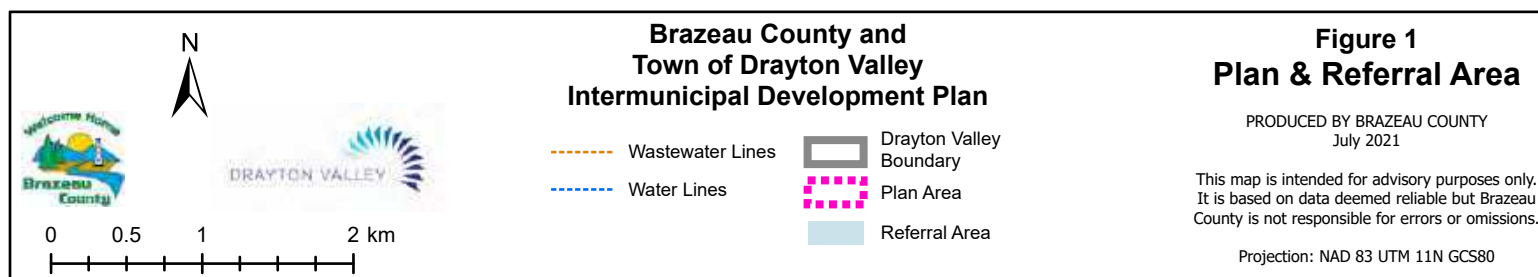 N
Welcome Home
Brazeau
County
DRAYTON VALLEY
0 0.5 1 2 km
Brazeau County and
Town of Drayton Valley
Intermunicipal Development Plan
Wastewater Lines
Water Lines
Drayton Valley
Boundary
Plan Area
Referral Area
Figure 1
Plan & Referral Area
PRODUCED BY BRAZEAU COUNTY
July 2021
This map is intended for advisory purposes only.
It is based on data deemed reliable but Brazeau
County is not responsible for errors or omissions.
Projection: NAD 83 UTM 11N GCS80